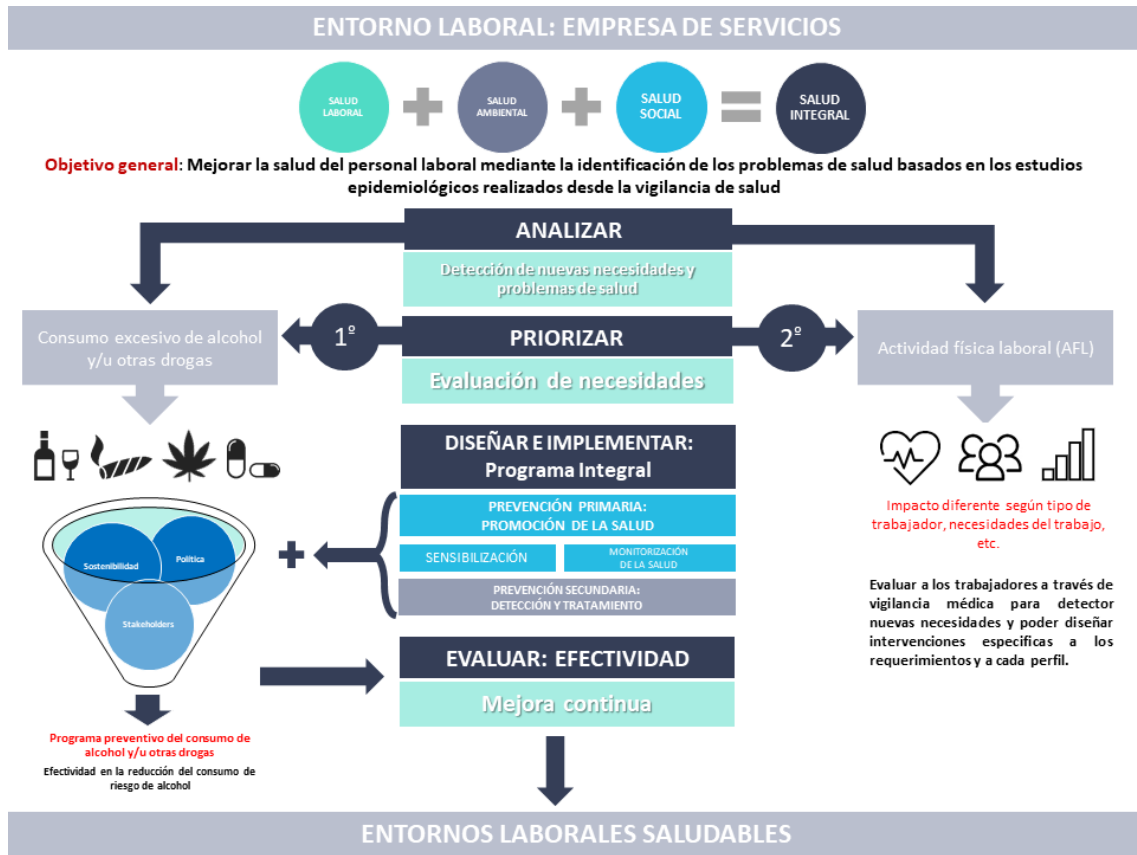 ENTORNO LABORAL: EMPRESA DE SERVICIOS
SALUD
LABORAL
SALUD
AMBIENTAL
SALUD
SOCIAL
SALUD
INTEGRAL
Objetivo general: Mejorar la salud del personal laboral mediante la identificación de los problemas de salud basados en los estudios
epidemiológicos realizados desde la vigilancia de salud
ANALIZAR
Detección de nuevas necesidades y
problemas de salud
Consumo excesivo de alcohol
y/u otras drogas
1º
PRIORIZAR
2º
Actividad física laboral (AFL)
Evaluación de necesidades
DISEÑAR E IMPLEMENTAR:
Programa Integral
PREVENCIÓN PRIMARIA:
PROMOCIÓN DE LA SALUD
SENSIBILIZACIÓN
MONITORIZACIÓN
DE LA SALUD
PREVENCIÓN SECUNDARIA:
DETECCIÓN Y TRATAMIENTO
Sostenibilidad
Política
Stakeholders
Impacto diferente según tipo de
trabajador, necesidades del trabajo,
etc.
Evaluar a los trabajadores a través de
vigilancia médica para detector
nuevas necesidades y poder diseñar
intervenciones especificas a los
requerimientos y a cada perfil.
EVALUAR: EFECTIVIDAD
Mejora continua
Programa preventivo del consumo de
alcohol y/u otras drogas
Efectividad en la reducción del consumo de
riesgo de alcohol
ENTORNOS LABORALES SALUDABLES